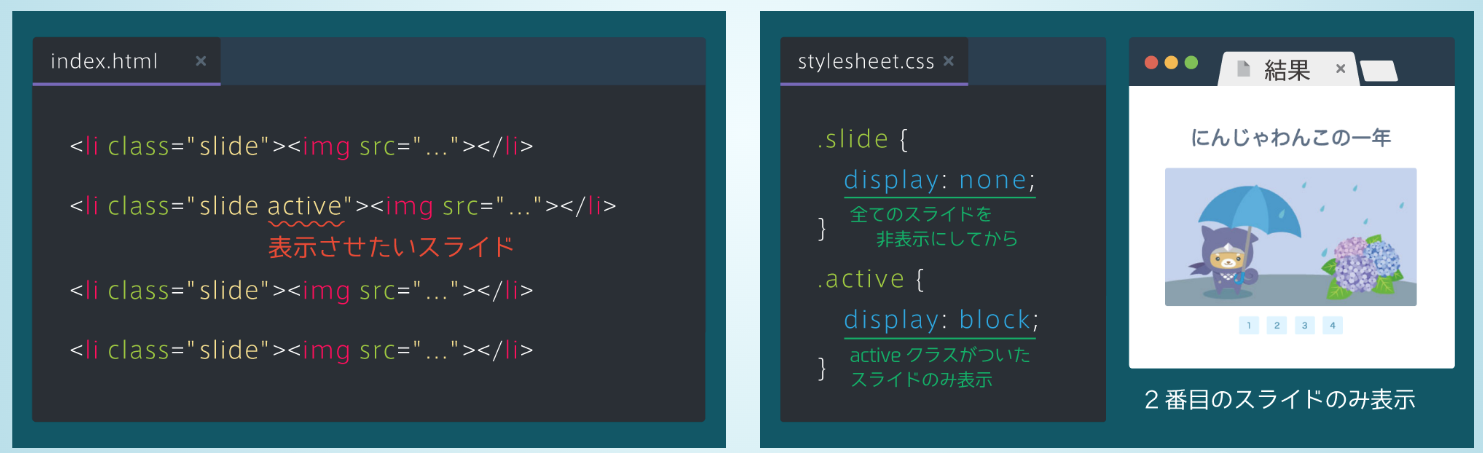 index.html ×
<li class="slide"><img src="..."></li>
<li class="slide active"><img src="..."></li>
表示させたいスライド
<li class="slide"><img src="..."></li>
<li class="slide"><img src="..."></li>
stylesheet.css ×
.slide {
display: none;
全てのスライドを
非表示にしてから
}
.active {
display: block;
active クラスがついた
スライドのみ表示
}
結果 ×
にんじゃわんこの一年
1 2 3 4
2番目のスライドのみ表示